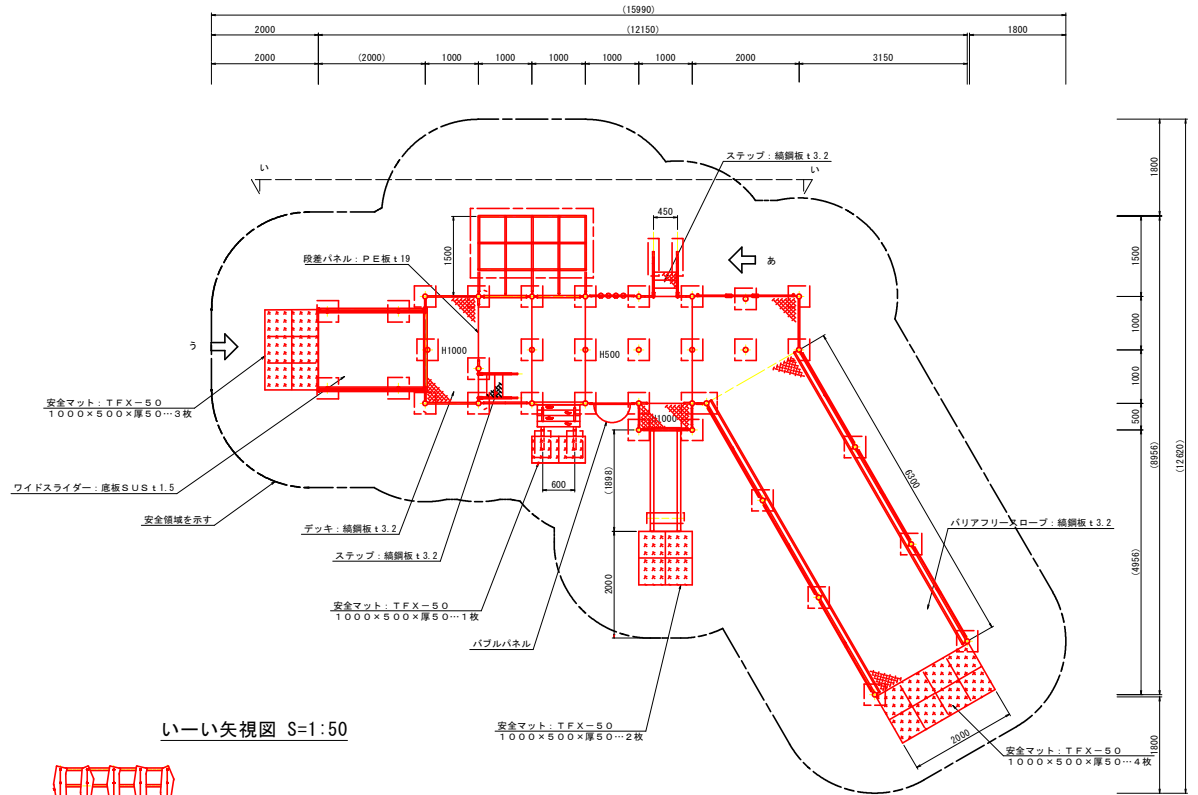 (15990)
2000
(12150)
1800
2000
(2000)
1000
1000
1000
1000
1000
2000
3150
ステップ：縞鋼板ｔ3.2
い
い
450
1800
1500
段差パネル：ＰＥ板ｔ19
あ
1500
う
H1000
H500
1000
1000
500
H1000
安全マット：ＴＦＸ－50
1000×500×厚50…3枚
ワイドスライダー：底板ＳＵＳｔ1.5
安全領域を示す
デッキ：縞鋼板ｔ3.2
ステップ：縞鋼板ｔ3.2
600
(1898)
6300
(8956)
(12620)
バリアフリースロープ：縞鋼板ｔ3.2
(4956)
2000
安全マット：ＴＦＸ－50
1000×500×厚50…1枚
バブルパネル
安全マット：ＴＦＸ－50
1000×500×厚50…2枚
2000
安全マット：ＴＦＸ－50
1000×500×厚50…4枚
1800
いーい矢視図 S=1:50